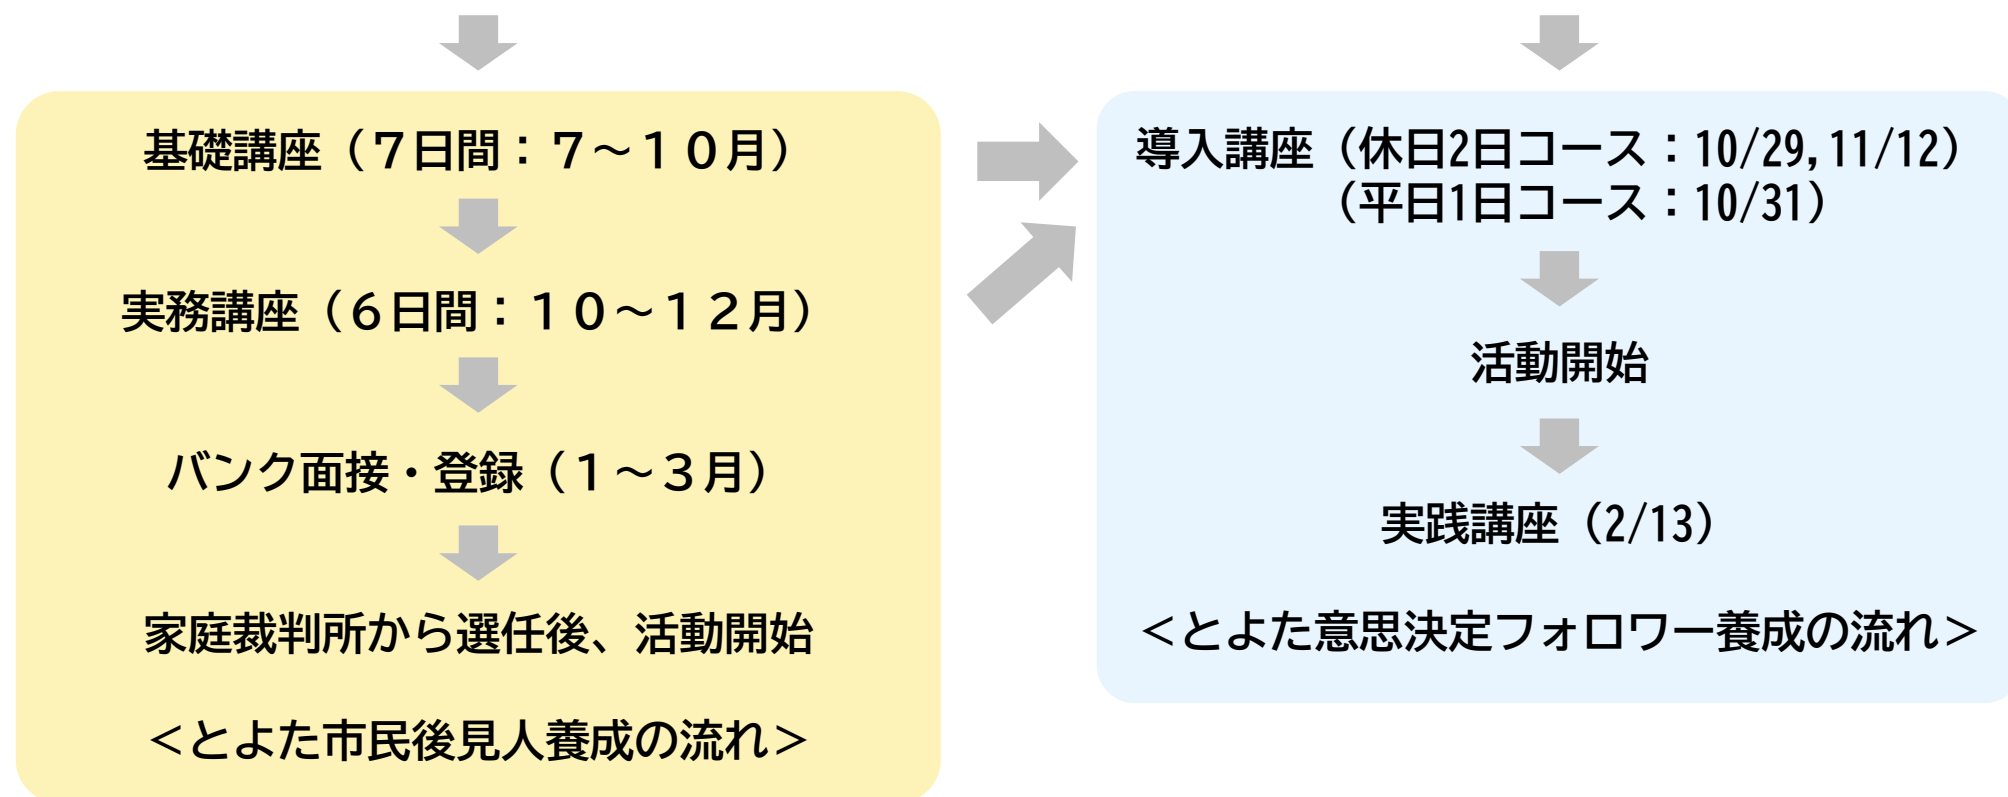 基礎講座（７日間：７～１０月）
実務講座（６日間：１０～１２月）
バンク面接・登録（１～３月）
家庭裁判所から選任後、活動開始
＜とよた市民後見人養成の流れ＞
導入講座（休日2日コース：10/29,11/12）
（平日1日コース：10/31）
活動開始
実践講座（2/13）
＜とよた意思決定フォロワー養成の流れ＞